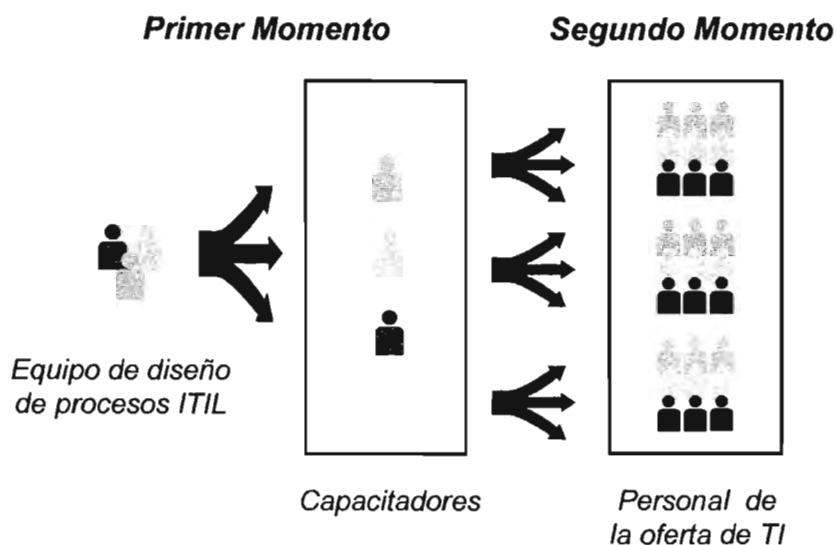 Primer Momento
Segundo Momento
Equipo de diseño
de procesos ITIL
Capacitadores
Personal de
la oferta de TI